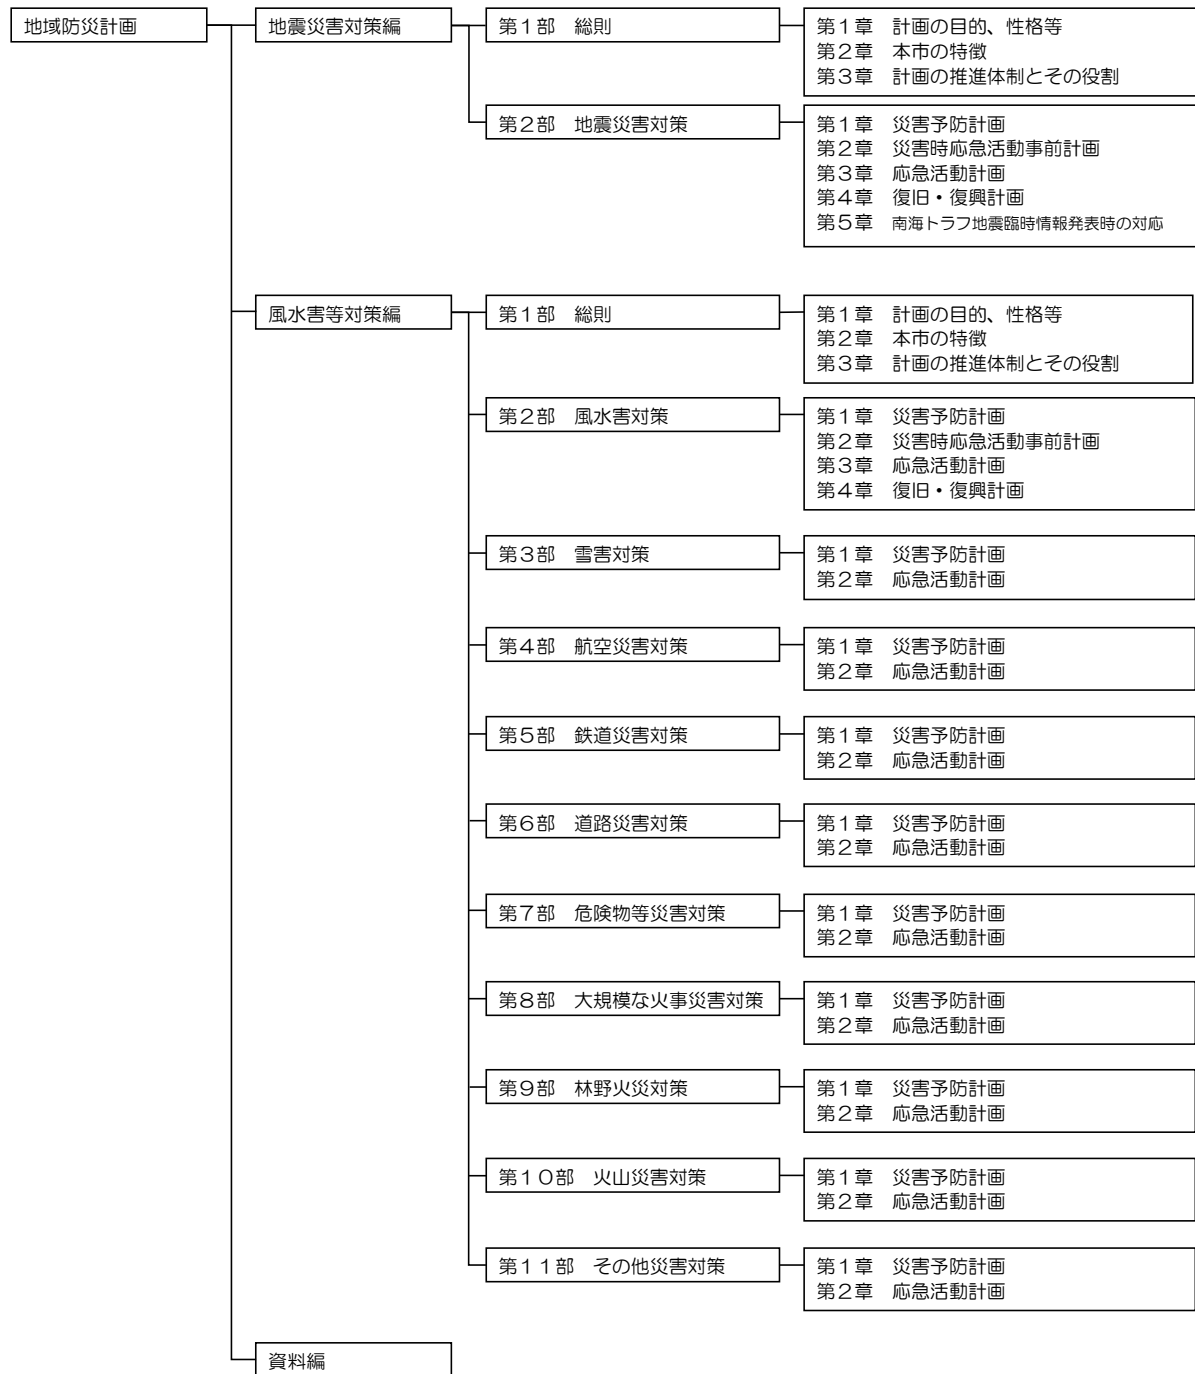 地域防災計画
地震災害対策編
第1部　総則
第1章　計画の目的、性格等
第2章　本市の特徴
第3章　計画の推進体制とその役割
第2部　地震災害対策
第1章　災害予防計画
第2章　災害時応急活動事前計画
第3章　応急活動計画
第4章　復旧・復興計画
第5章　南海トラフ地震臨時情報発表時の対応
風水害等対策編
第1部　総則
第1章　計画の目的、性格等
第2章　本市の特徴
第3章　計画の推進体制とその役割
第2部　風水害対策
第1章　災害予防計画
第2章　災害時応急活動事前計画
第3章　応急活動計画
第4章　復旧・復興計画
第3部　雪害対策
第1章　災害予防計画
第2章　応急活動計画
第4部　航空災害対策
第1章　災害予防計画
第2章　応急活動計画
第5部　鉄道災害対策
第1章　災害予防計画
第2章　応急活動計画
第6部　道路災害対策
第1章　災害予防計画
第2章　応急活動計画
第7部　危険物等災害対策
第1章　災害予防計画
第2章　応急活動計画
第8部　大規模な火事災害対策
第1章　災害予防計画
第2章　応急活動計画
第9部　林野火災対策
第1章　災害予防計画
第2章　応急活動計画
第10部　火山災害対策
第1章　災害予防計画
第2章　応急活動計画
第11部　その他災害対策
第1章　災害予防計画
第2章　応急活動計画
資料編